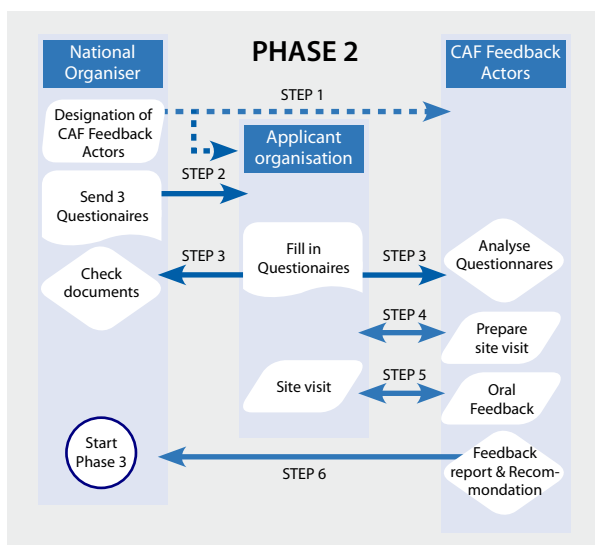 PHASE 2
National
Organiser
CAF Feedback
Actors
STEP 1
Designation of
CAF Feedback
Actors
Applicant
organisation
STEP 2
Send 3
Questionaires
STEP 3
Fill in
Questionaires
STEP 3
Analyse
Questionnares
Check
documents
STEP 4
Prepare
site visit
STEP 5
Site visit
Oral
Feedback
Start
Phase 3
STEP 6
Feedback
report & Recom-
mondation